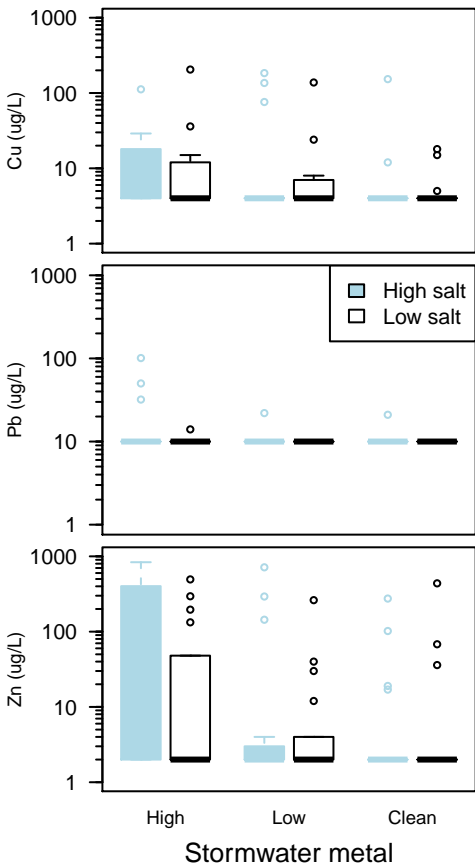 1000
100
10
1
Cu (ug/L)
1000
100
10
1
Pb (ug/L)
High salt
Low salt
1000
100
10
1
Zn (ug/L)
High Low Clean
Stormwater metal